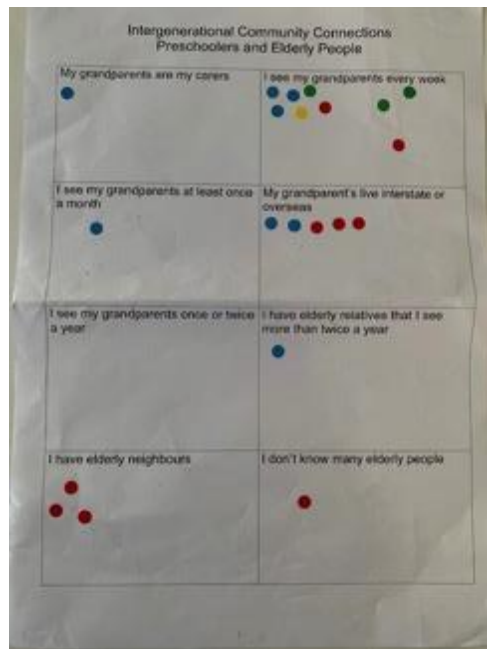 Intergenerational Community Connections
Preschoolers and Elderly People
My grandparents are my carers
I see my grandparents every week
I see my grandparents at least once
a month
My grandparent's live interstate or
overseas
I see my grandparents once or twice
a year
I have elderly relatives that I see
more than twice a year
I have elderly neighbours
I don't know many elderly people